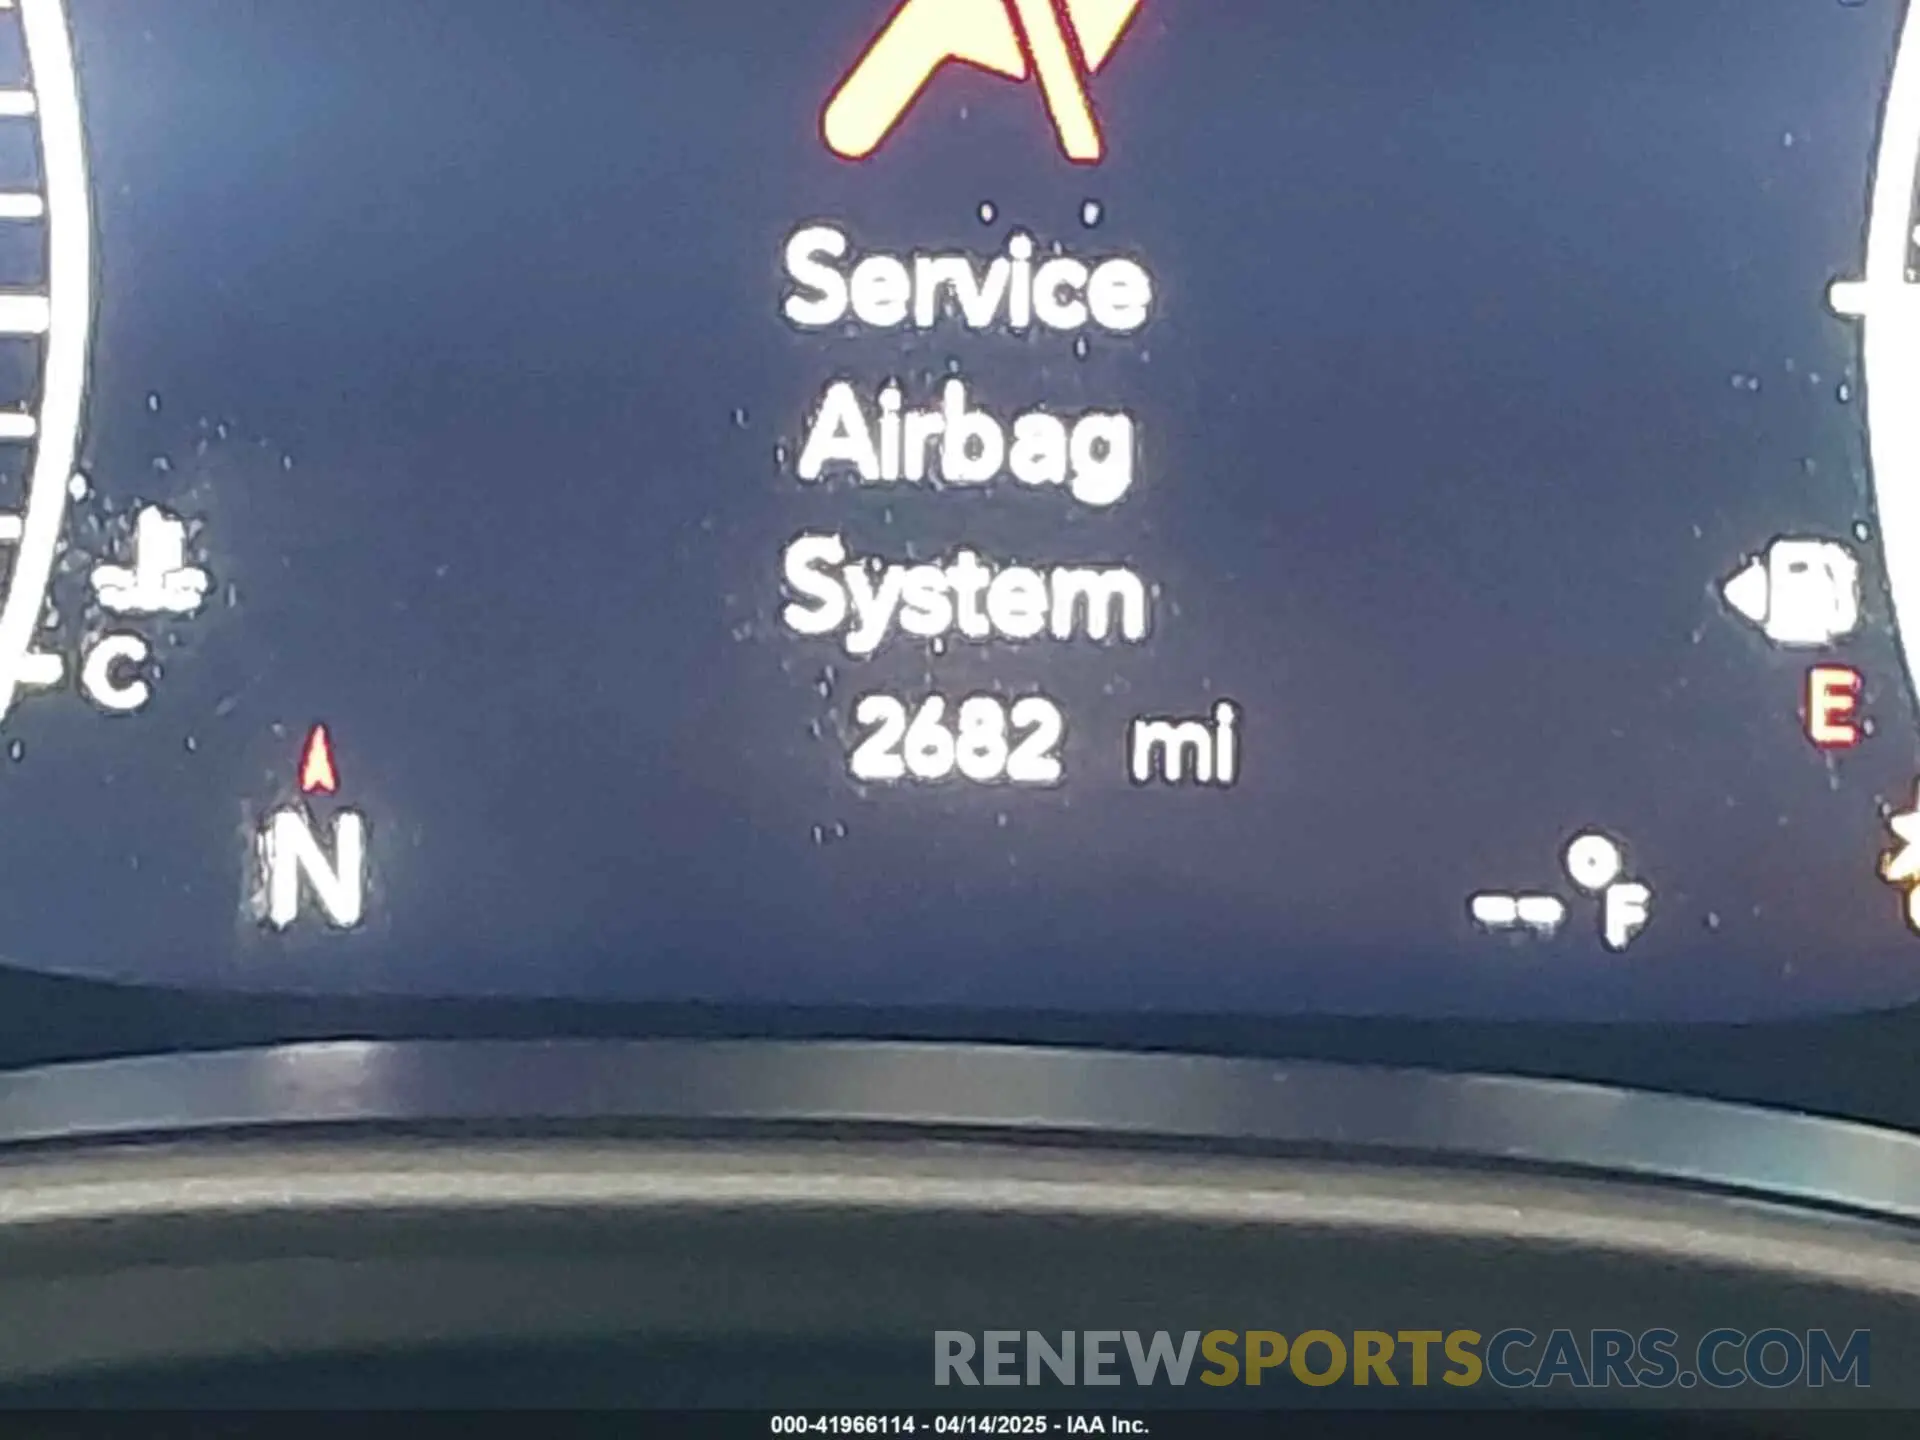 Service
Airbag
System
2682 mi
C
E
N
--°F
RENEWSPORTSCARS.COM
000-41966114 - 04/14/2025 - IAA Inc.